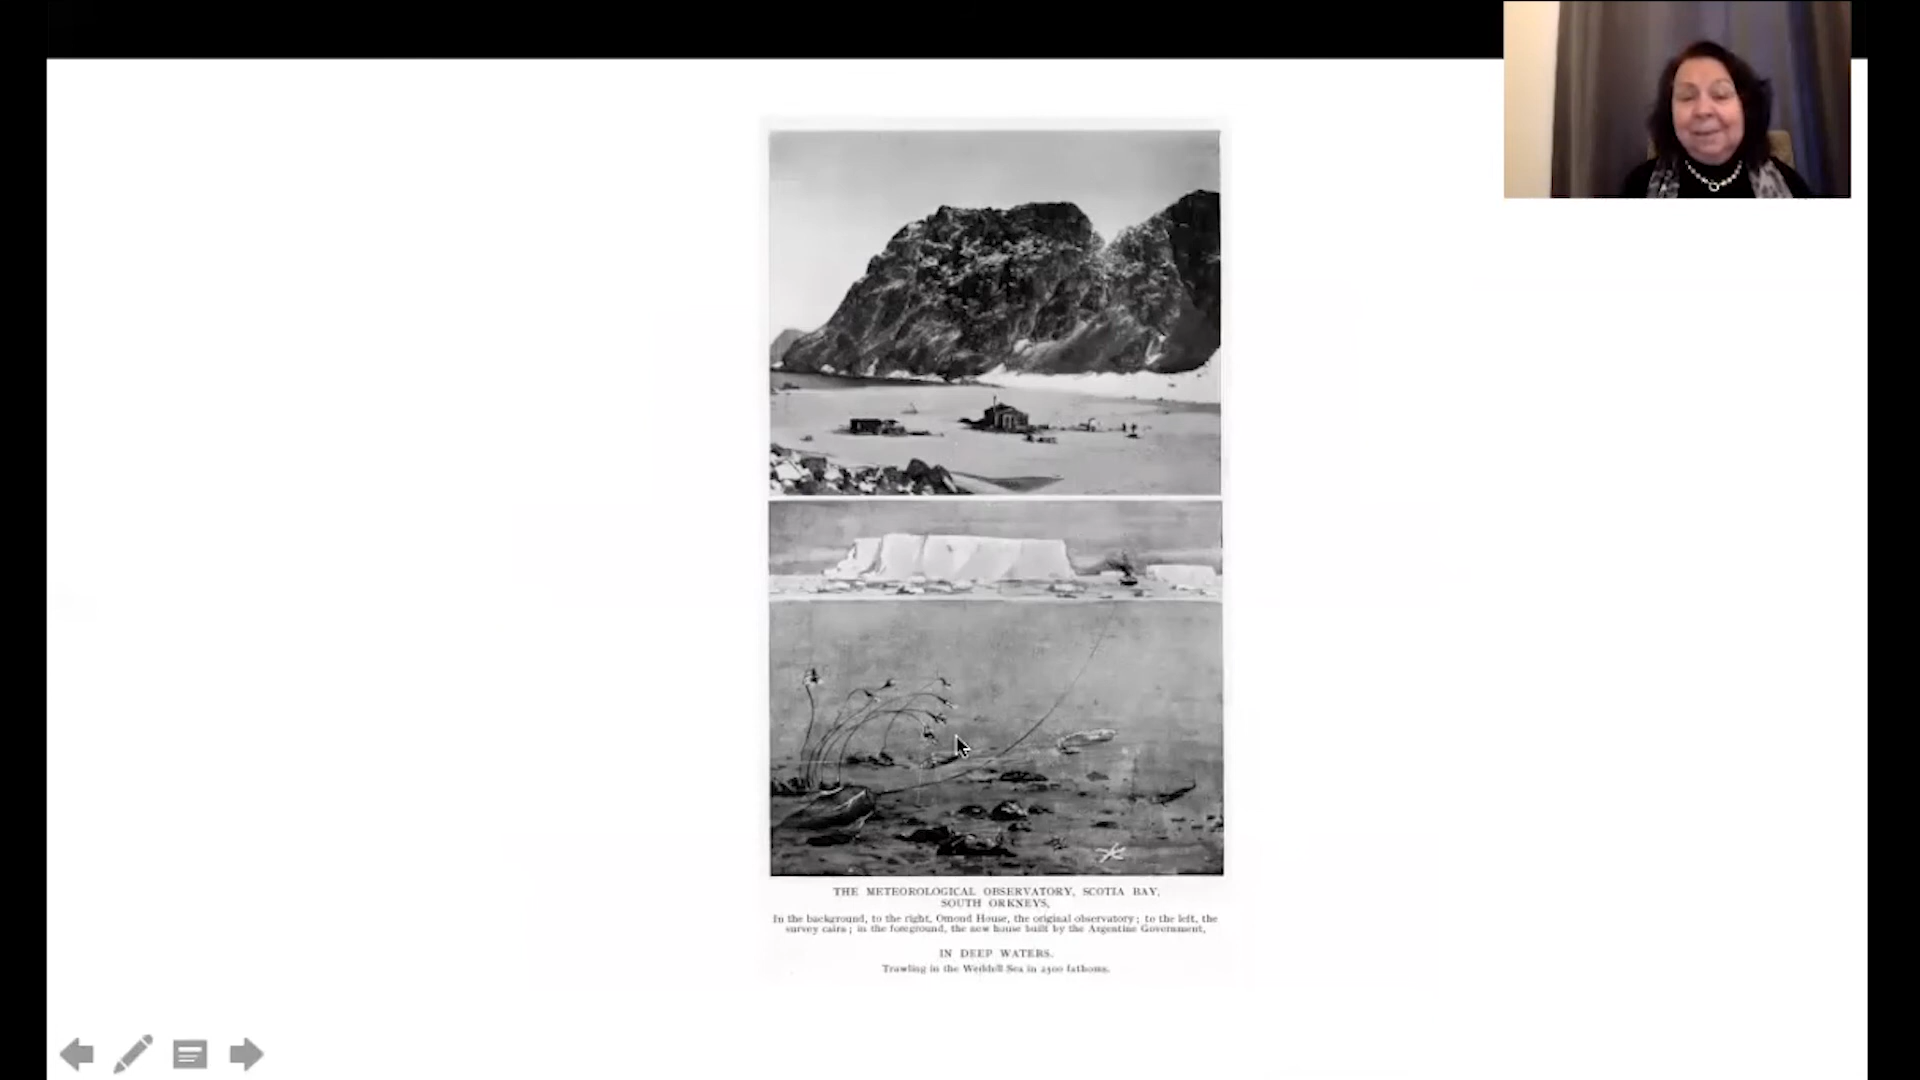 THE METEOROLOGICAL OBSERVATORY, SCOTIA BAY,
SOUTH ORKNEYS,
In the background, to the right, Omond House, the original observatory; to the left, the
survey cairn; in the foreground, the new house built by the Argentine Government,
IN DEEP WATERS.
Trawling in the Weddell Sea in 2500 fathoms.